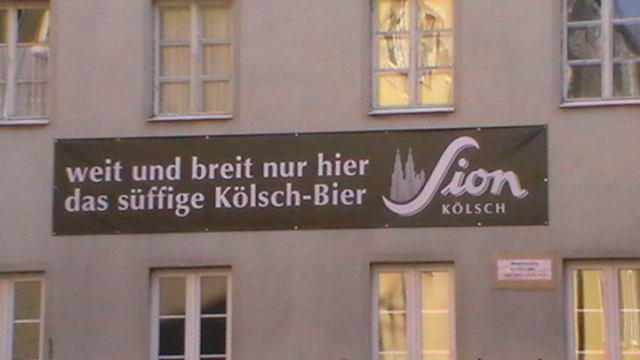 weit und breit nur hier
das süffige Kölsch-Bier
Sion
KÖLSCH